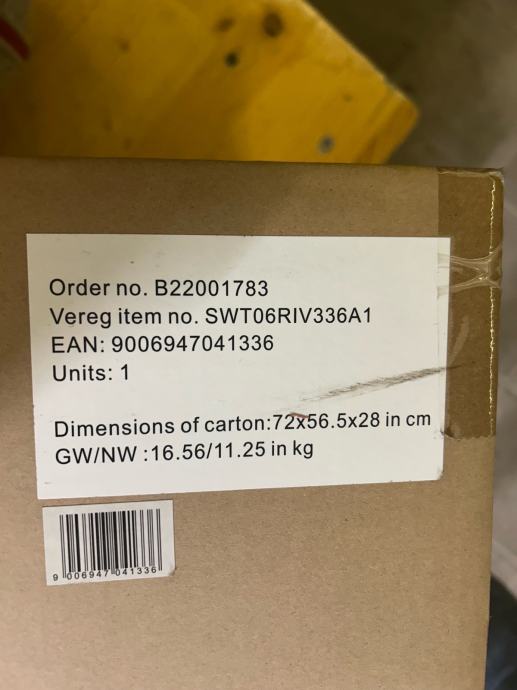 Order no. B22001783
Vereg item no. SWT06RIV336A1
EAN: 9006947041336
Units: 1
Dimensions of carton:72x56.5x28 in cm
GW/NW :16.56/11.25 in kg
9 006947 041336